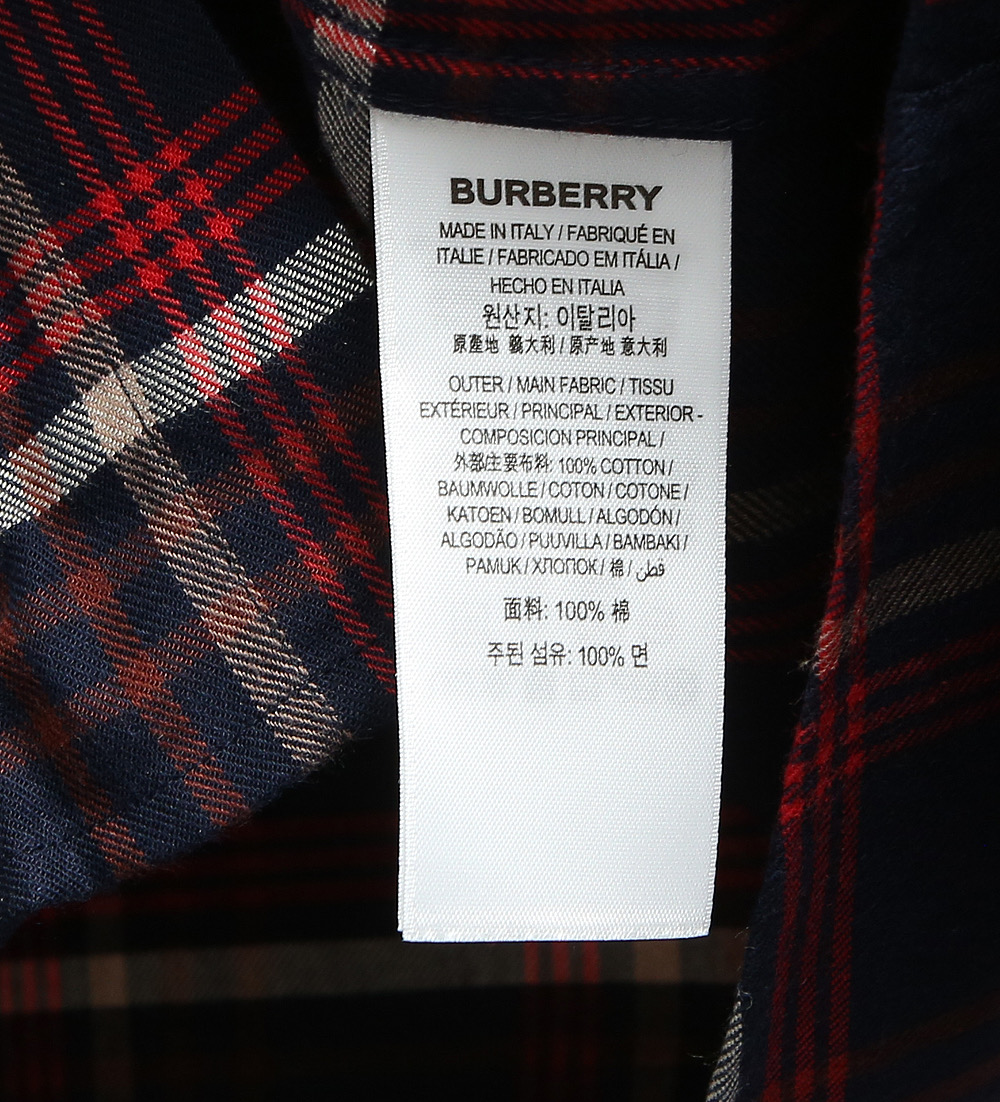 BURBERRY
MADE IN ITALY / FABRIQUÉ EN
ITALIE / FABRICADO EM ITÁLIA /
HECHO EN ITALIA
원산지: 이탈리아
原產地 義大利 / 原产地 意大利
OUTER / MAIN FABRIC / TISSU
EXTÉRIEUR / PRINCIPAL / EXTERIOR -
COMPOSICION PRINCIPAL /
外部/主要布料: 100% COTTON /
BAUMWOLLE / COTON / COTONE /
KATOEN / BOMULL / ALGODÓN /
ALGODÃO / PUUVILLA / BAMBAKI /
PAMUK / ХЛОПОК / 棉 / قطن
面料: 100% 棉
주된 섬유: 100% 면